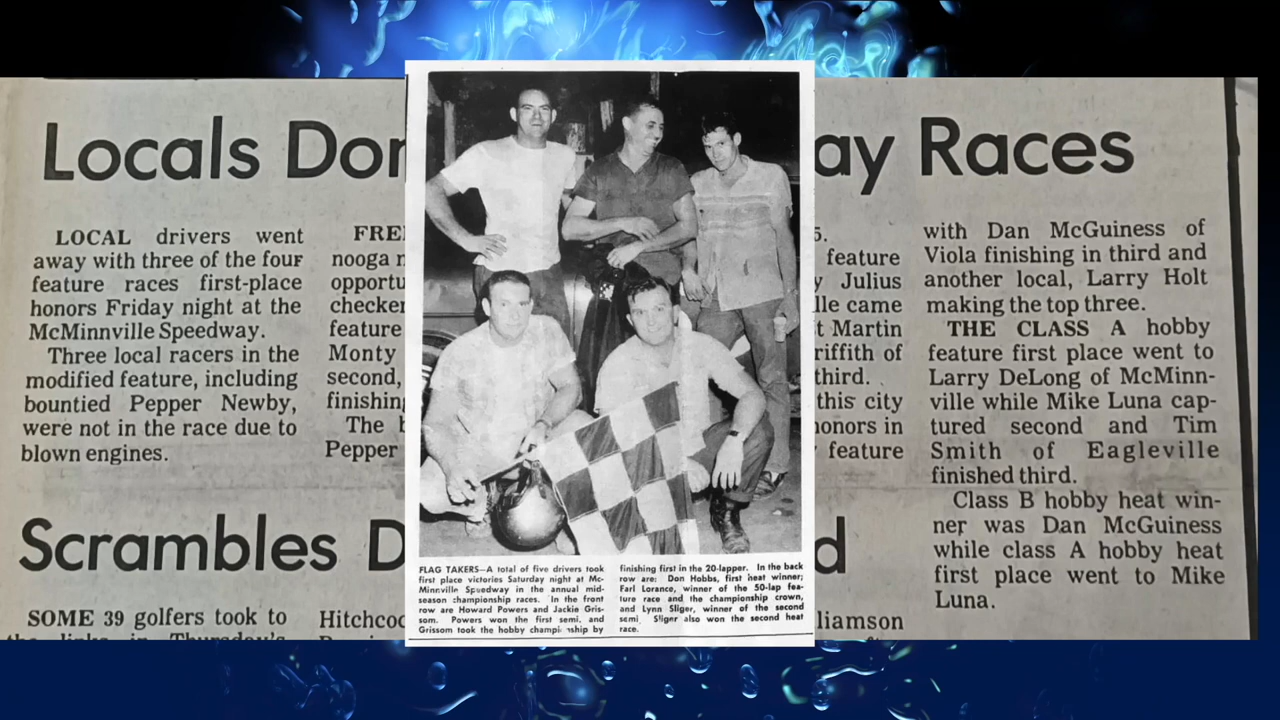 Locals Don
ay Races
LOCAL drivers went
away with three of the four
feature races first-place
honors Friday night at the
McMinnville Speedway.
Three local racers in the
modified feature, including
bountied Pepper Newby,
were not in the race due to
blown engines.
FRE
nooga
opportu
checker
feature
Monty
second,
finishing
The
Pepper
5.
feature
y Julius
lle came
t Martin
riffith of
third.
this city
honors in
feature
with Dan McGuiness of
Viola finishing in third and
another local, Larry Holt
making the top three.
THE CLASS A hobby
feature first place went to
Larry DeLong of McMinn-
ville while Mike Luna cap-
tured second and Tim
Smith of Eagleville
finished third.
Class B hobby heat win-
ner was Dan McGuiness
while class A hobby heat
first place went to Mike
Luna.
Scrambles D
d
SOME 39 golfers took to
the links in Thursday's
Hitchcoc
liamson
FLAG TAKERS—A total of five drivers took
first place victories Saturday night at Mc-
Minnville Speedway in the annual mid-
season championship races. In the front
row are Howard Powers and Jackie Gris-
som. Powers won the first semi, and
Grissom took the hobby championship by
finishing first in the 20-lapper. In the back
row are: Don Hobbs, first heat winner;
Earl Lorance, winner of the 50-lap fea-
ture race and the championship crown,
and Lynn Sliger, winner of the second
semi. Sliger also won the second heat
race.